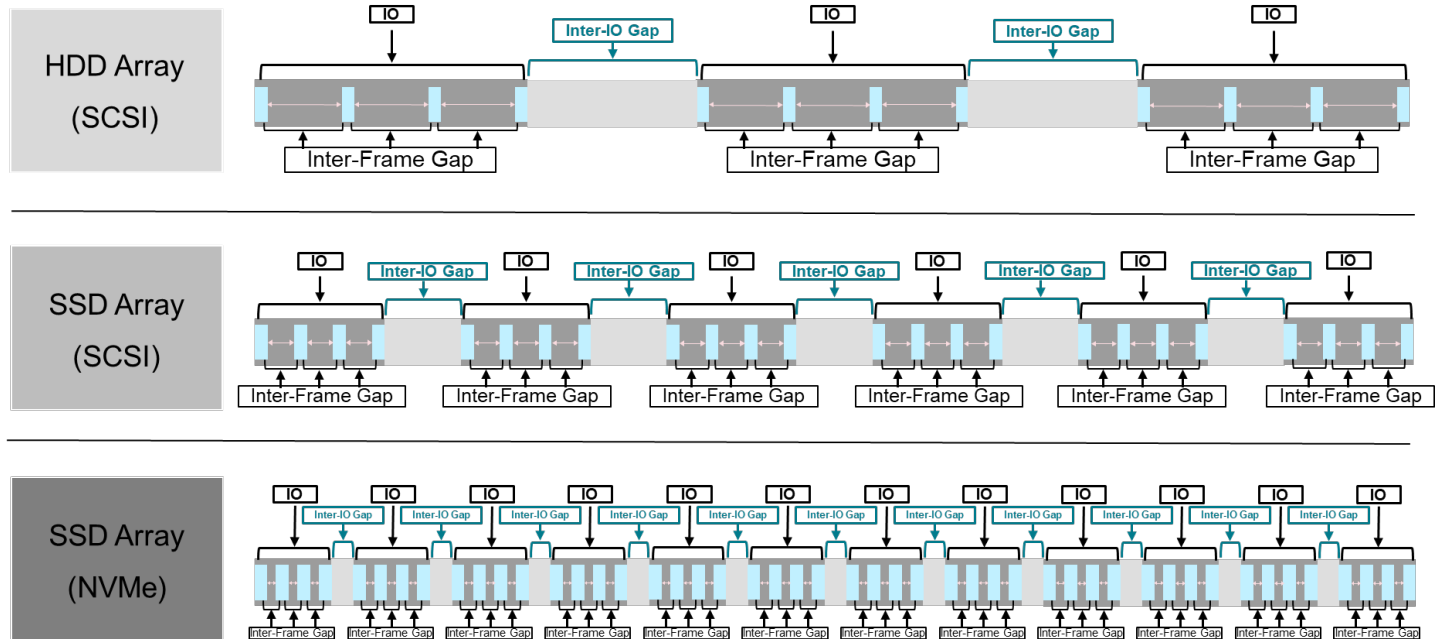 IO
Inter-IO Gap
IO
Inter-IO Gap
IO
HDD Array
(SCSI)
Inter-Frame Gap
Inter-Frame Gap
Inter-Frame Gap
IO
Inter-IO Gap
IO
Inter-IO Gap
IO
Inter-IO Gap
IO
Inter-IO Gap
IO
Inter-IO Gap
IO
SSD Array
(SCSI)
Inter-Frame Gap
Inter-Frame Gap
Inter-Frame Gap
Inter-Frame Gap
Inter-Frame Gap
Inter-Frame Gap
IO
IO
IO
IO
IO
IO
IO
IO
IO
IO
IO
IO
Inter-IO Gap
Inter-IO Gap
Inter-IO Gap
Inter-IO Gap
Inter-IO Gap
Inter-IO Gap
Inter-IO Gap
Inter-IO Gap
Inter-IO Gap
Inter-IO Gap
Inter-IO Gap
SSD Array
(NVMe)
Inter-Frame Gap
Inter-Frame Gap
Inter-Frame Gap
Inter-Frame Gap
Inter-Frame Gap
Inter-Frame Gap
Inter-Frame Gap
Inter-Frame Gap
Inter-Frame Gap
Inter-Frame Gap
Inter-Frame Gap
Inter-Frame Gap